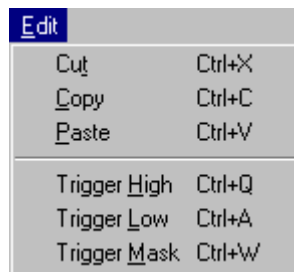 Edit
Cut Ctrl+X
Copy Ctrl+C
Paste Ctrl+V
Trigger High Ctrl+Q
Trigger Low Ctrl+A
Trigger Mask Ctrl+W